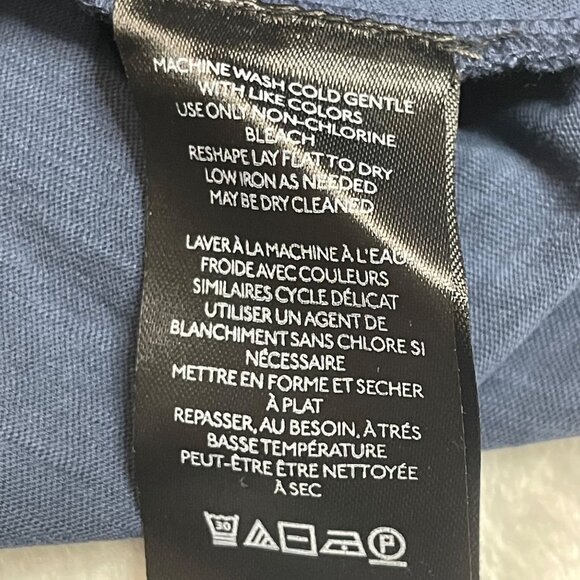 MACHINE WASH COLD GENTLE
WITH LIKE COLORS
USE ONLY NON-CHLORINE
BLEACH
RESHAPE LAY FLAT TO DRY
LOW IRON AS NEEDED
MAY BE DRY CLEANED
LAVER À LA MACHINE À L'EAU
FROIDE AVEC COULEURS
SIMILAIRES CYCLE DÉLICAT
UTILISER UN AGENT DE
BLANCHIMENT SANS CHLORE SI
NÉCESSAIRE
METTRE EN FORME ET SECHER
À PLAT
REPASSER, AU BESOIN, À TRÉS
BASSE TEMPÉRATURE
PEUT-ÊTRE ÊTRE NETTOYÉE
À SEC
30 P